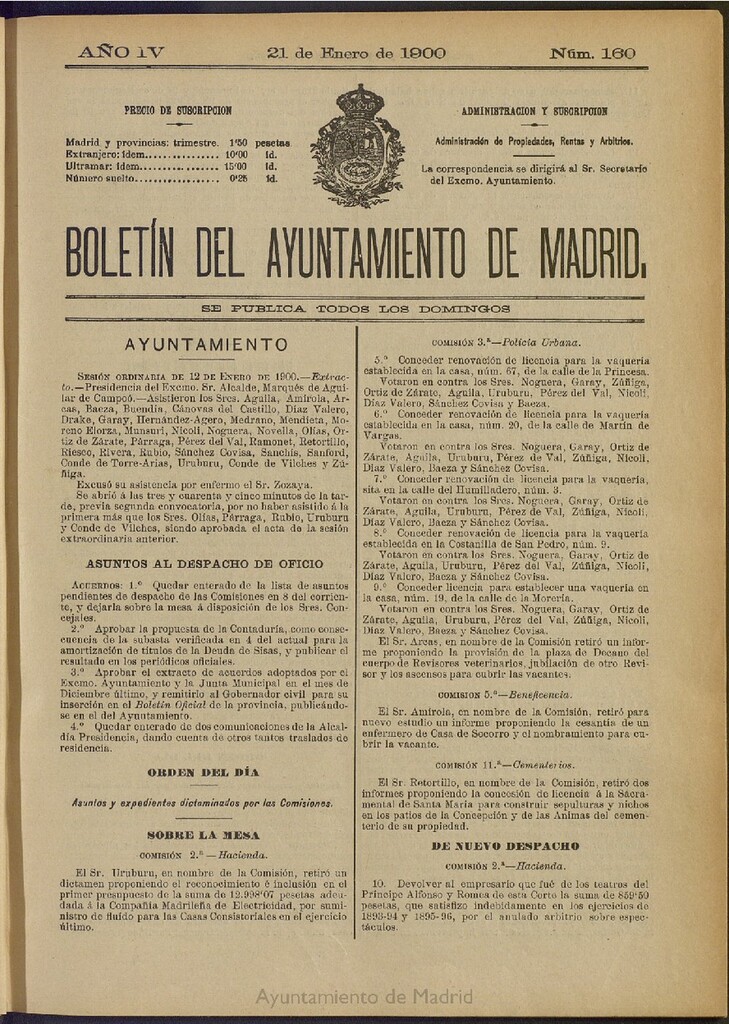 AÑO IV 21 de Enero de 1900 Núm. 160
PRECIO DE SUSCRIPCION
Madrid y provincias: trimestre. 1'50 pesetas
Extranjero: ídem................ 10'00 id.
Ultramar: ídem.................. 15'00 id.
Número suelto................... 0'25 id.
ADMINISTRACION Y SUSCRIPCION
Administración de Propiedades, Rentas y Arbitrios.
La correspondencia se dirigirá al Sr. Secretario
del Excmo. Ayuntamiento.
BOLETÍN DEL AYUNTAMIENTO DE MADRID.
SE PUBLICA TODOS LOS DOMINGOS
AYUNTAMIENTO
SESIÓN ORDINARIA DE 12 DE ENERO DE 1900.—Extrac-
to.—Presidencia del Excmo. Sr. Alcalde, Marqués de Agui-
lar de Campoó.—Asistieron los Sres. Aguila, Amírola, Ar-
cas, Baeza, Buendía, Cánovas del Castillo, Díaz Valero,
Drake, Garay, Hernández-Agero, Medrano, Mendieta, Mo-
reno Elorza, Munsuri, Nicoli, Noguera, Novella, Olías, Or-
tiz de Zárate, Párraga, Pérez del Val, Ramonet, Retortillo,
Riesco, Rivera, Rubio, Sánchez Covisa, Sanchís, Sanford,
Conde de Torre-Arias, Uruburu, Conde de Vilches y Zú-
ñiga.
Excusó su asistencia por enfermo el Sr. Zozaya.
Se abrió á las tres y cuarenta y cinco minutos de la tar-
de, previa segunda convocatoria, por no haber asistido á la
primera más que los Sres. Olías, Párraga, Rubio, Uruburu
y Conde de Vilches, siendo aprobada el acta de la sesión
extraordinaria anterior.
ASUNTOS AL DESPACHO DE OFICIO
ACUERDOS: 1.º Quedar enterado de la lista de asuntos
pendientes de despacho de las Comisiones en 8 del corrien-
te, y dejarla sobre la mesa á disposición de los Sres. Con-
cejales.
2.º Aprobar la propuesta de la Contaduría, como conse-
cuencia de la subasta verificada en 4 del actual para la
amortización de títulos de la Deuda de Sisas, y publicar el
resultado en los periódicos oficiales.
3.º Aprobar el extracto de acuerdos adoptados por el
Excmo. Ayuntamiento y la Junta Municipal en el mes de
Diciembre último, y remitirlo al Gobernador civil para su
inserción en el Boletín Oficial de la provincia, publicándo-
se en el del Ayuntamiento.
4.º Quedar enterado de dos comunicaciones de la Alcal-
día Presidencia, dando cuenta de otros tantos traslados de
residencia.
ORDEN DEL DÍA
Asuntos y expedientes dictaminados por las Comisiones.
SOBRE LA MESA
COMISIÓN 2.ª—Hacienda.
El Sr. Uruburu, en nombre de la Comisión, retiró un
dictamen proponiendo el reconocimiento é inclusión en el
primer presupuesto de la suma de 12.998'07 pesetas adeu-
dada á la Compañía Madrileña de Electricidad, por sumi-
nistro de fluído para las Casas Consistoriales en el ejercicio
último.
COMISIÓN 3.ª—Policía Urbana.
5.º Conceder renovación de licencia para la vaquería
establecida en la casa, núm. 67, de la calle de la Princesa.
Votaron en contra los Sres. Noguera, Garay, Zúñiga,
Ortiz de Zárate, Aguila, Uruburu, Pérez del Val, Nicoli,
Díaz Valero, Sánchez Covisa y Baeza.
6.º Conceder renovación de licencia para la vaquería
establecida en la casa, núm. 20, de la calle de Martín de
Vargas.
Votaron en contra los Sres. Noguera, Garay, Ortiz de
Zárate, Aguila, Uruburu, Pérez de Val, Zúñiga, Nicoli,
Díaz Valero, Baeza y Sánchez Covisa.
7.º Conceder renovación de licencia para la vaquería,
sita en la calle del Humilladero, núm. 3.
Votaron en contra los Sres. Noguera, Garay, Ortiz de
Zárate, Aguila, Uruburu, Pérez del Val, Zúñiga, Nicoli,
Díaz Valero, Baeza y Sánchez Covisa.
8.º Conceder renovación de licencia para la vaquería
establecida en la Costanilla de San Pedro, núm. 9.
Votaron en contra los Sres. Noguera, Garay, Ortiz de
Zárate, Aguila, Uruburu, Pérez del Val, Zúñiga, Nicoli,
Díaz Valero, Baeza y Sánchez Covisa.
9.º Conceder licencia para establecer una vaquería en
la casa, núm. 19, de la calle de la Morería.
Votaron en contra los Sres. Noguera, Garay, Ortiz de
Zárate, Aguila, Uruburu, Pérez del Val, Zúñiga, Nicoli,
Díaz Valero, Baeza y Sánchez Covisa.
El Sr. Arcas, en nombre de la Comisión retiró un infor-
me proponiendo la provisión de la plaza de Decano del
cuerpo de Revisores veterinarios, jubilación de otro Revi-
sor y los ascensos para cubrir las vacantes.
COMISION 5.ª—Beneficencia.
El Sr. Amírola, en nombre de la Comisión, retiró para
nuevo estudio un informe proponiendo la cesantía de un
enfermero de Casa de Socorro y el nombramiento para cu-
brir la vacante.
COMISIÓN 11.ª—Cementerios.
El Sr. Retortillo, en nombre de la Comisión, retiró dos
informes proponiendo la concesión de licencia á la Sacra-
mental de Santa María para construir sepulturas y nichos
en los patios de la Concepción y de las Animas del cemen-
terio de su propiedad.
DE NUEVO DESPACHO
COMISIÓN 2.ª—Hacienda.
10. Devolver al empresario que fué de los teatros del
Príncipe Alfonso y Romea de esta Corte la suma de 859'50
pesetas, que satisfizo indebidamente en los ejercicios de
1893-94 y 1895-96, por el anulado arbitrio sobre espec-
táculos.
Ayuntamiento de Madrid